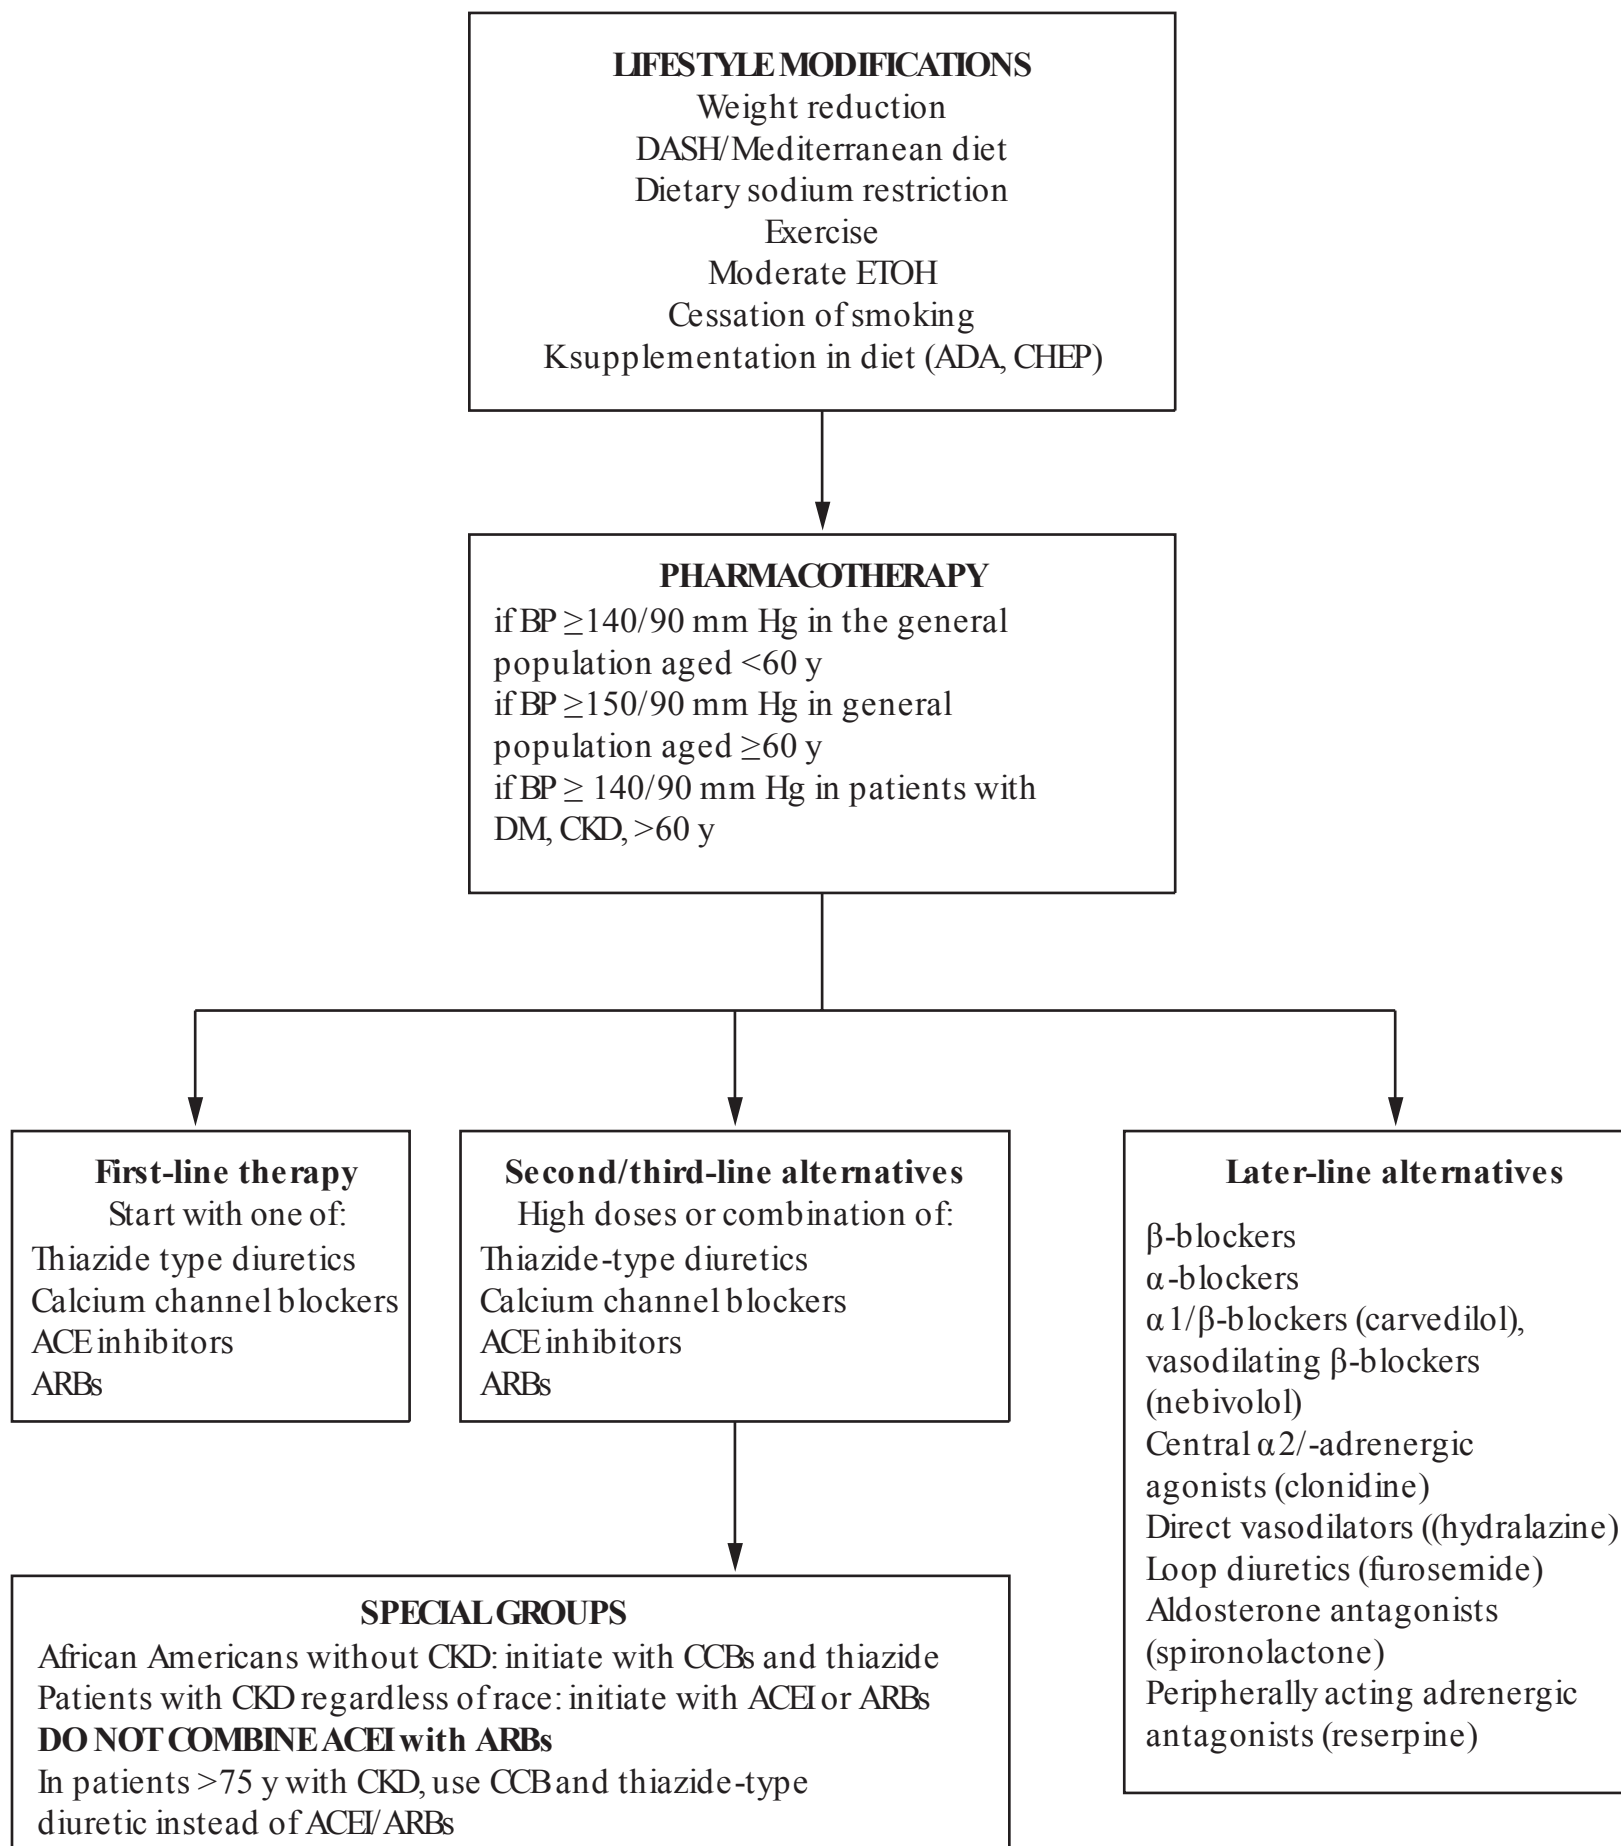 LIFESTYLE MODIFICATIONS
Weight reduction
DASH/Mediterranean diet
Dietary sodium restriction
Exercise
Moderate ETOH
Cessation of smoking
K supplementation in diet (ADA, CHEP)
PHARMACOTHERAPY
if BP ≥140/90 mm Hg in the general
population aged <60 y
if BP ≥150/90 mm Hg in general
population aged ≥60 y
if BP ≥ 140/90 mm Hg in patients with
DM, CKD, >60 y
First-line therapy
Start with one of:
Thiazide type diuretics
Calcium channel blockers
ACE inhibitors
ARBs
Second/third-line alternatives
High doses or combination of:
Thiazide-type diuretics
Calcium channel blockers
ACE inhibitors
ARBs
Later-line alternatives
β-blockers
α-blockers
α1/β-blockers (carvedilol),
vasodilating β-blockers
(nebivolol)
Central α2/-adrenergic
agonists (clonidine)
Direct vasodilators ((hydralazine)
Loop diuretics (furosemide)
Aldosterone antagonists
(spironolactone)
Peripherally acting adrenergic
antagonists (reserpine)
SPECIAL GROUPS
African Americans without CKD: initiate with CCBs and thiazide
Patients with CKD regardless of race: initiate with ACEI or ARBs
DO NOT COMBINE ACEI with ARBs
In patients >75 y with CKD, use CCB and thiazide-type
diuretic instead of ACEI/ARBs